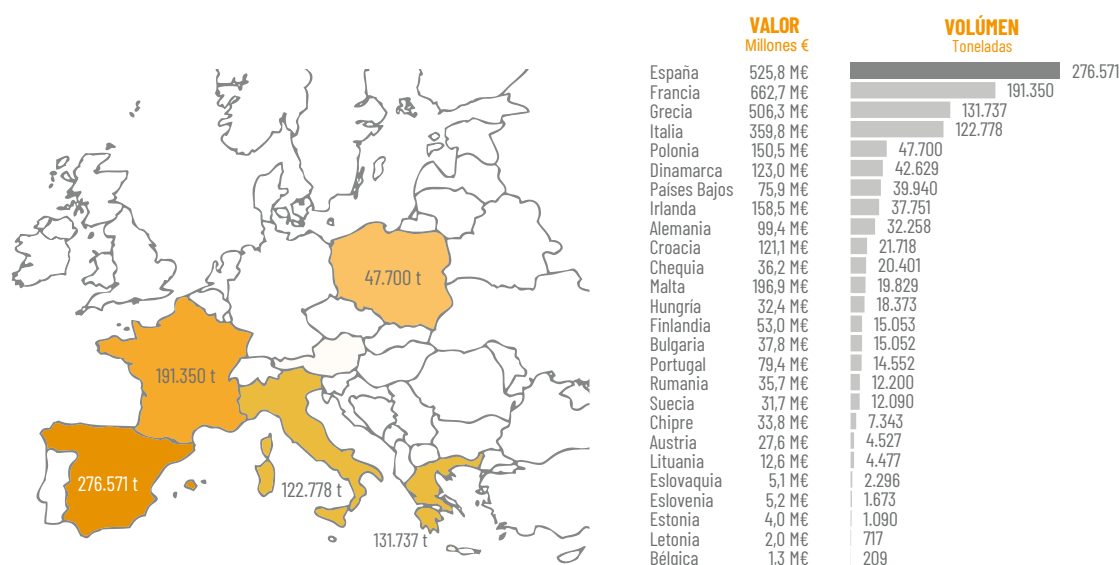 VALOR
Millones €
VOLÚMEN
Toneladas
España 525,8 M€ 276.571
Francia 662,7 M€ 191.350
Grecia 506,3 M€ 131.737
Italia 359,8 M€ 122.778
Polonia 150,5 M€ 47.700
Dinamarca 123,0 M€ 42.629
Países Bajos 75,9 M€ 39.940
Irlanda 158,5 M€ 37.751
Alemania 99,4 M€ 32.258
Croacia 121,1 M€ 21.718
Chequia 36,2 M€ 20.401
Malta 196,9 M€ 19.829
Hungría 32,4 M€ 18.373
Finlandia 53,0 M€ 15.053
Bulgaria 37,8 M€ 15.052
Portugal 79,4 M€ 14.552
Rumania 35,7 M€ 12.200
Suecia 31,7 M€ 12.090
Chipre 33,8 M€ 7.343
Austria 27,6 M€ 4.527
Lituania 12,6 M€ 4.477
Eslovaquia 5,1 M€ 2.296
Eslovenia 5,2 M€ 1.673
Estonia 4,0 M€ 1.090
Letonia 2,0 M€ 717
Bélgica 1,3 M€ 209
47.700 t
191.350 t
276.571 t
122.778 t
131.737 t